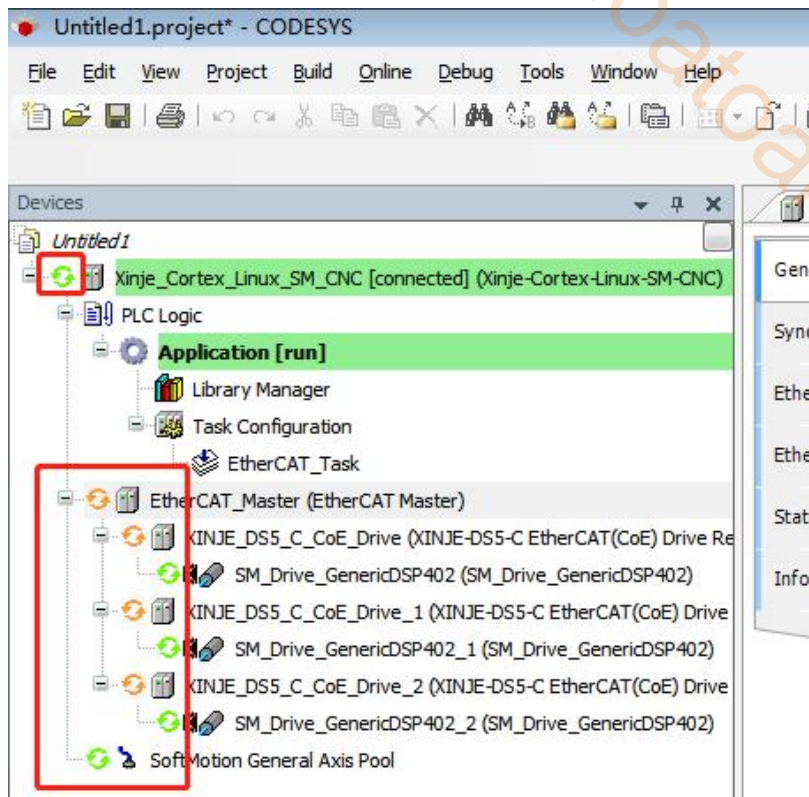 Untitled1.project* - CODESYS
File Edit View Project Build Online Debug Tools Window Help
Devices
Untitled1
Xinje_Cortex_Linux_SM_CNC [connected] (Xinje-Cortex-Linux-SM-CNC)
PLC Logic
Application [run]
Library Manager
Task Configuration
EtherCAT_Task
EtherCAT_Master (EtherCAT Master)
XINJE_DS5_C_CoE_Drive (XINJE-DS5-C EtherCAT(CoE) Drive Re
SM_Drive_GenericDSP402 (SM_Drive_GenericDSP402)
XINJE_DS5_C_CoE_Drive_1 (XINJE-DS5-C EtherCAT(CoE) Drive
SM_Drive_GenericDSP402_1 (SM_Drive_GenericDSP402)
XINJE_DS5_C_CoE_Drive_2 (XINJE-DS5-C EtherCAT(CoE) Drive
SM_Drive_GenericDSP402_2 (SM_Drive_GenericDSP402)
SoftMotion General Axis Pool
Gen
Syn
Ethe
Ethe
Stat
Info